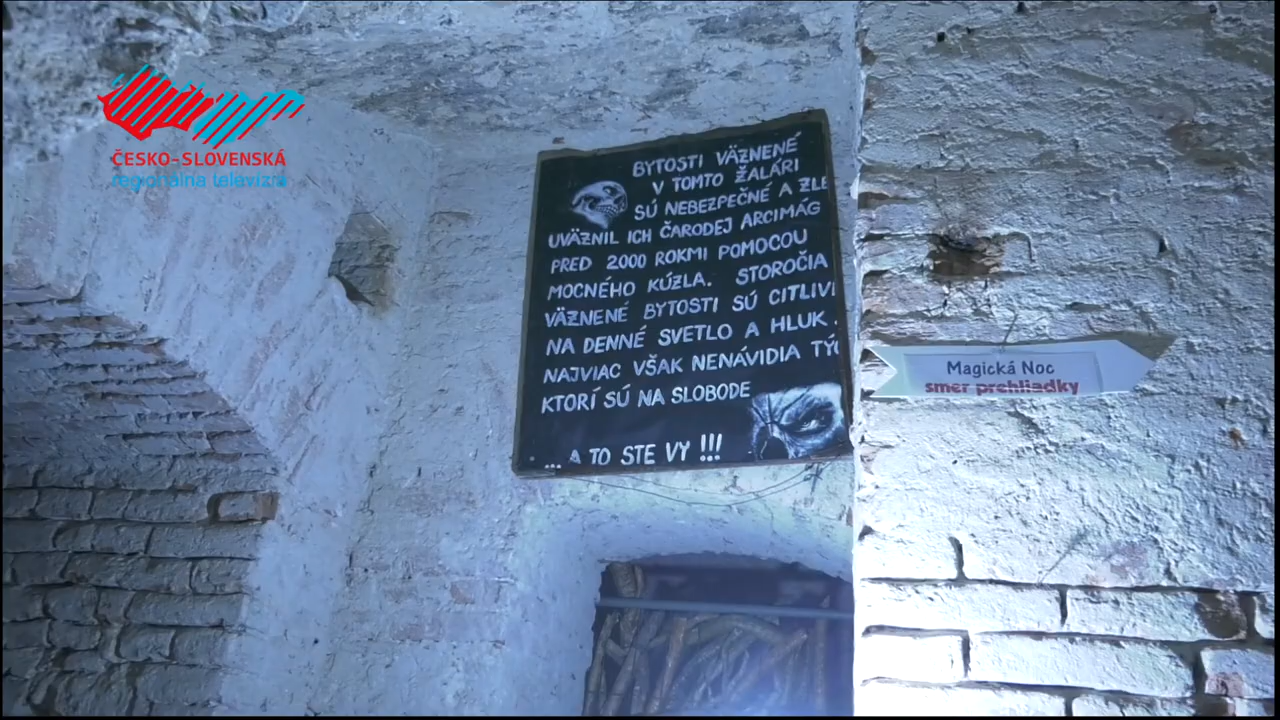 ČESKO-SLOVENSKÁ
regionálna televízia
BYTOSTI VÄZNENÉ
V TOMTO ŽALÁRI
SÚ NEBEZPEČNÉ A ZLE
UVÄZNIL ICH ČARODEJ ARCIMÁG
PRED 2000 ROKMI POMOCOU
MOCNÉHO KÚZLA. STOROČIA
VÄZNENÉ BYTOSTI SÚ CITLIVÉ
NA DENNÉ SVETLO A HLUK.
NAJVIAC VŠAK NENÁVIDIA
KTORÍ SÚ NA SLOBODE
... A TO STE VY !!!
Magická Noc
smer prehliadky